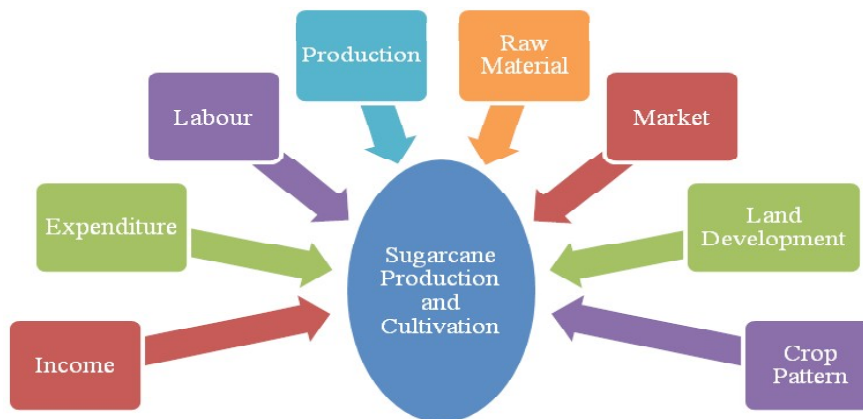 Production
Raw
Material
Labour
Market
Expenditure
Land
Development
Sugarcane
Production
and
Cultivation
Income
Crop
Pattern